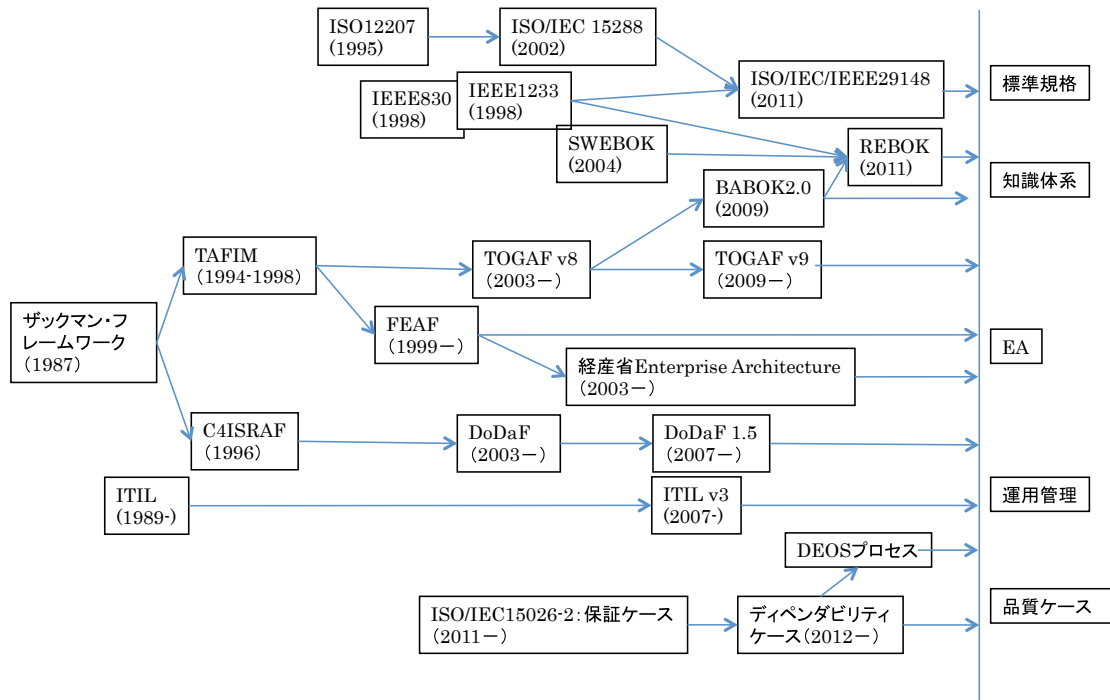 ISO12207
(1995)
ISO/IEC 15288
(2002)
ISO/IEC/IEEE29148
(2011)
標準規格
IEEE830
(1998)
IEEE1233
(1998)
SWEBOK
(2004)
REBOK
(2011)
知識体系
BABOK2.0
(2009)
TAFIM
（1994-1998）
TOGAF v8
（2003－）
TOGAF v9
（2009－）
ザックマン・フ
レームワーク
（1987）
FEAF
（1999－）
EA
経産省Enterprise Architecture
（2003－）
C4ISRAF
（1996）
DoDaF
（2003－）
DoDaF 1.5
（2007－）
ITIL
(1989-)
ITIL v3
(2007-)
運用管理
DEOSプロセス
ISO/IEC15026-2：保証ケース
（2011－）
ディペンダビリティ
ケース（2012－）
品質ケース